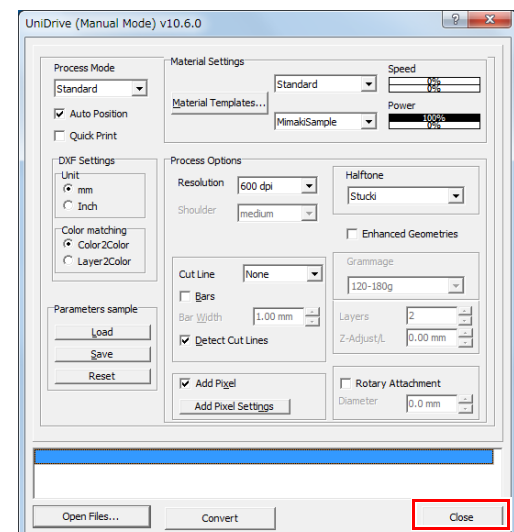 UniDrive (Manual Mode) v10.6.0
Process Mode
Standard
Auto Position
Quick Print
Material Settings
Material Templates...
Standard
MimakiSample
Speed
0%
0%
Power
100%
0%
DXF Settings
Unit
mm
Inch
Color matching
Color2Color
Layer2Color
Parameters sample
Load
Save
Reset
Process Options
Resolution
600 dpi
Shoulder
medium
Halftone
Stucki
Enhanced Geometries
Cut Line
None
Bars
Bar Width
1.00 mm
Detect Cut Lines
Grammage
120-180g
Layers
2
Z-Adjust/L
0.00 mm
Add Pixel
Add Pixel Settings
Rotary Attachment
Diameter
0.0 mm
Open Files...
Convert
Close